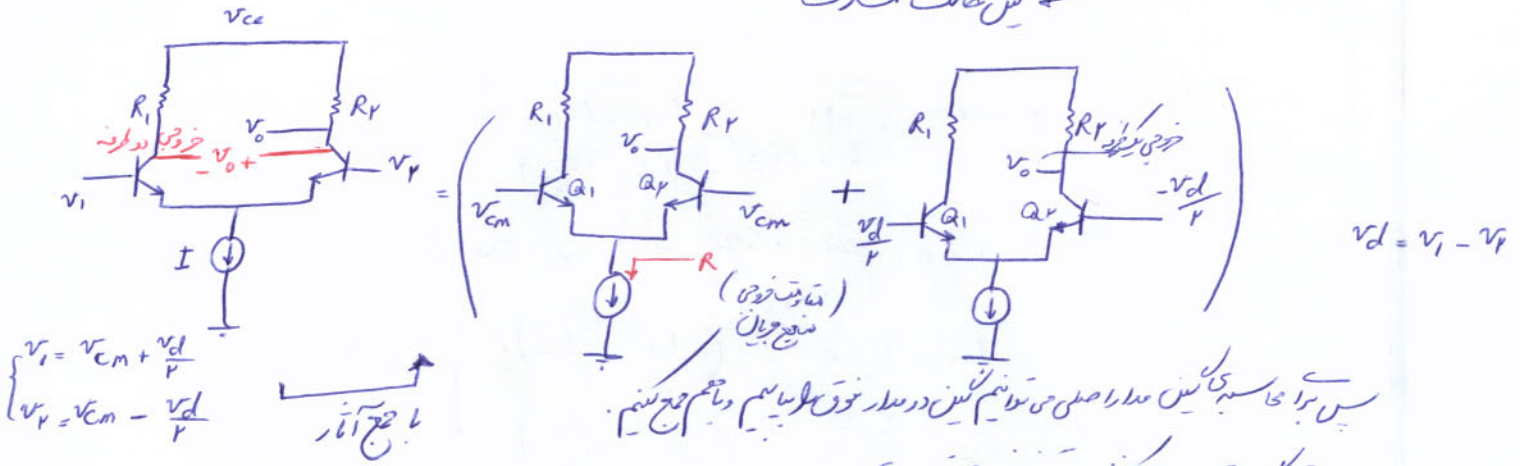 Vcc
R₁
R۲
v₀
خروجی دو طرفه
- v₀ +
v₁
v۲
I
=
R₁
R۲
v₀
Q₁
Q۲
vcm
vcm
R
(مقاومت خروجی
منبع جریان)
+
R₁
R۲
خروجی یکطرفه
v₀
vd/۲
Q₁
Q۲
-vd/۲
vd = v₁ - v۲
v₁ = vcm + vd/۲
v۲ = vcm - vd/۲
با جمع آثار
پس برای محاسبه‌ی گین مدار اصلی می توانیم گین دو مدار فوق را بیابیم و با هم جمع کنیم.